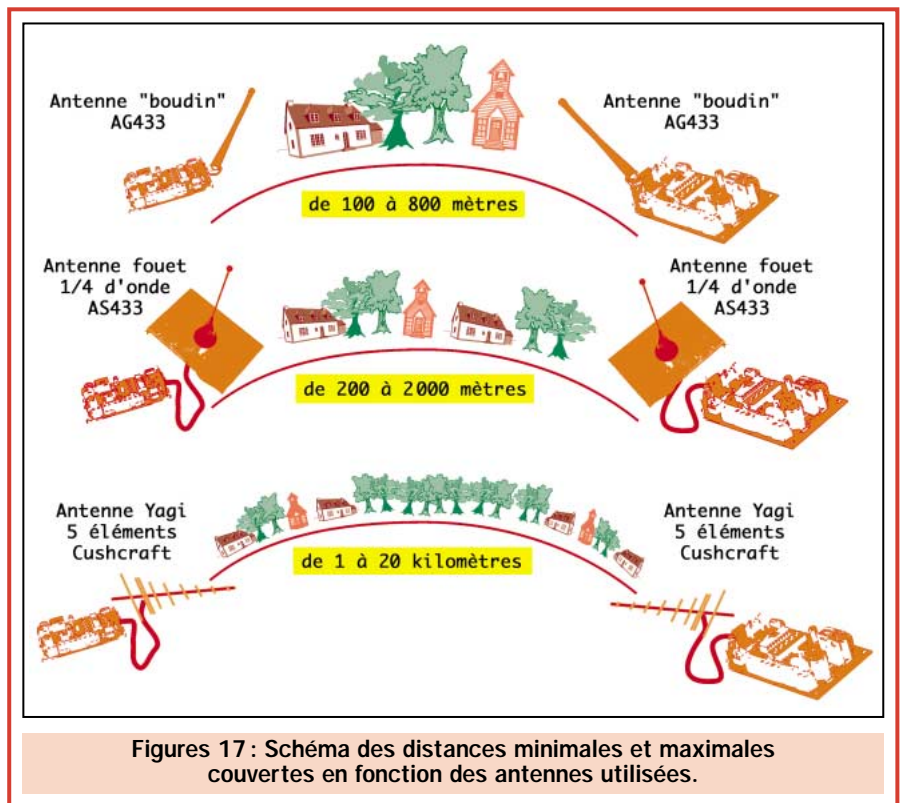 Antenne "boudin"
AG433
Antenne "boudin"
AG433
de 100 à 800 mètres
Antenne fouet
1/4 d'onde
AS433
Antenne fouet
1/4 d'onde
AS433
de 200 à 2000 mètres
Antenne Yagi
5 éléments
Cushcraft
Antenne Yagi
5 éléments
Cushcraft
de 1 à 20 kilomètres
Figures 17 : Schéma des distances minimales et maximales
couvertes en fonction des antennes utilisées.